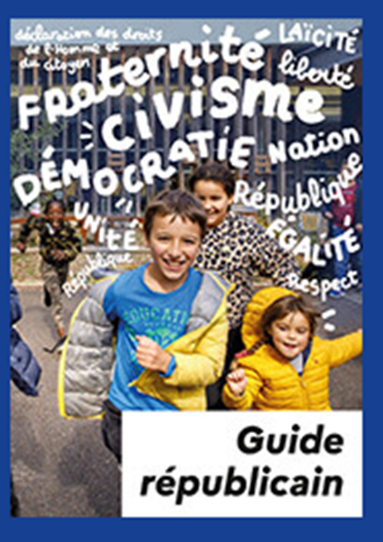 déclaration des droits
de l'Homme et
du citoyen
LAÏCITÉ
liberté
FRATERNITÉ
CIVISME
DÉMOCRATIE
Nation
République
UNITÉ
ÉGALITÉ
République
Respect
EDUCATION
Guide
républicain